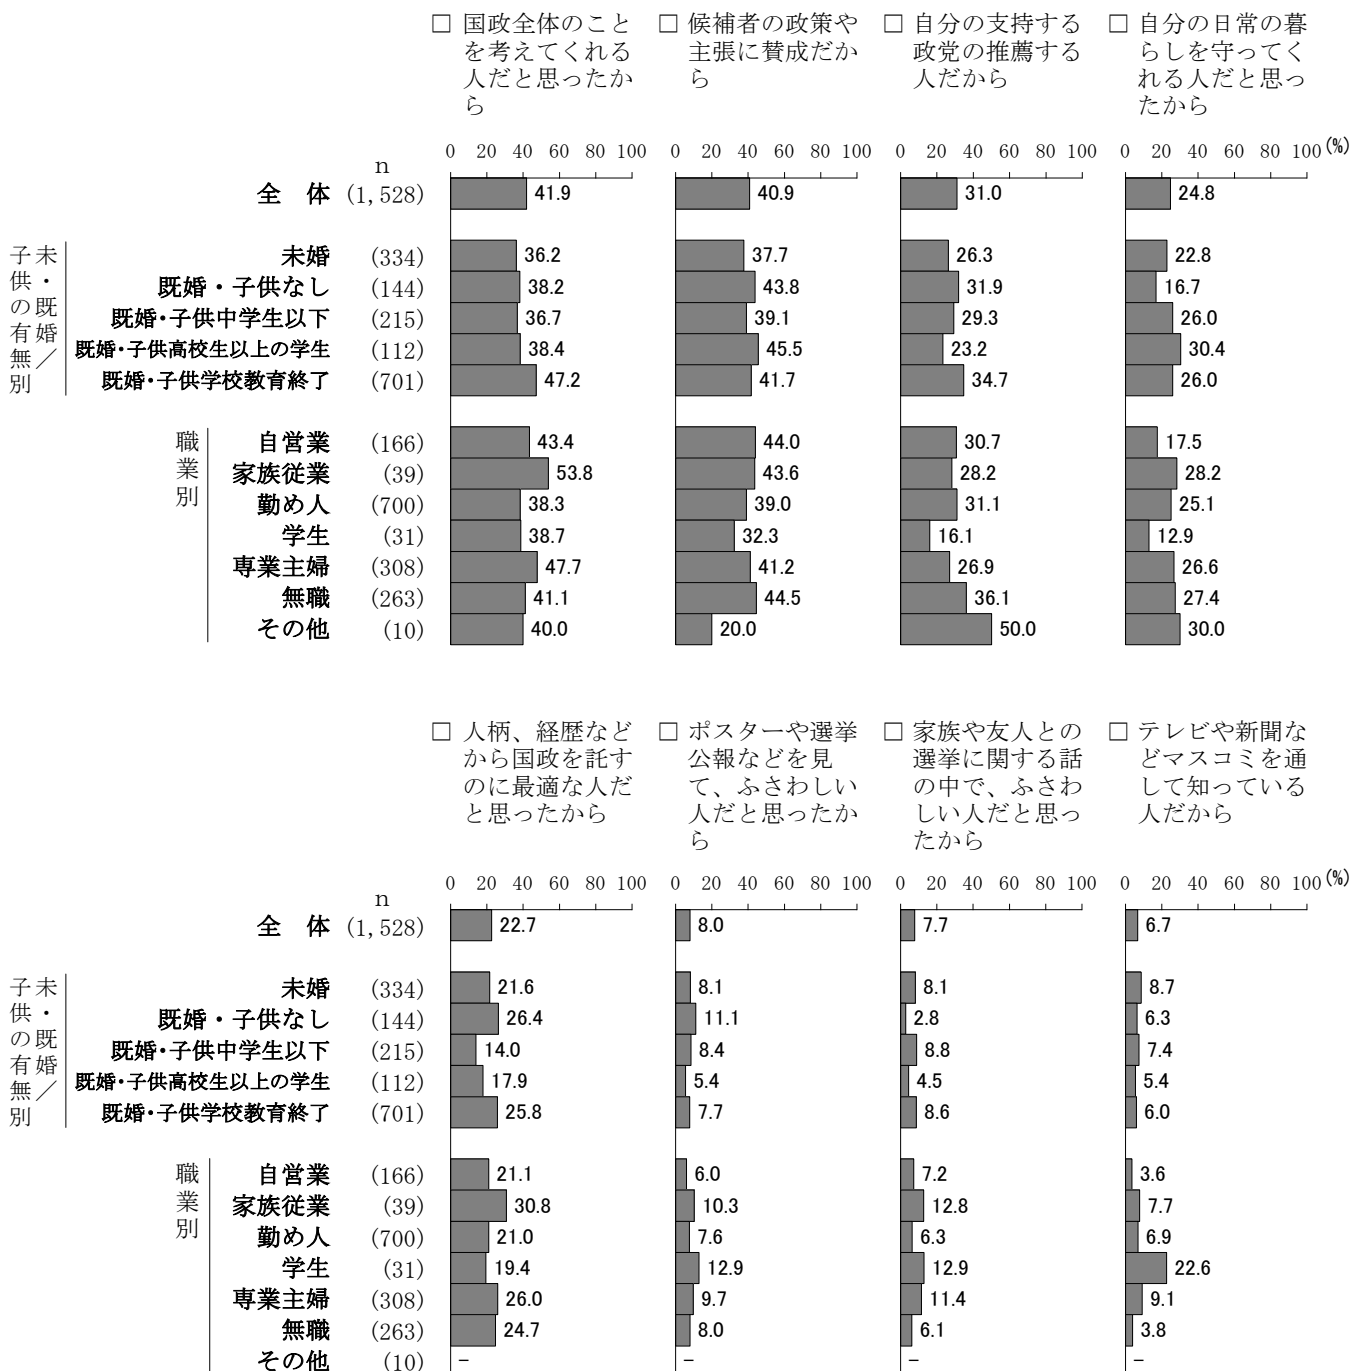 □ 国政全体のこと □ 候補者の政策や □ 自分の支持する □ 自分の日常の暮
を考えてくれる 主張に賛成だか 政党の推薦する らしを守ってく
人だと思ったか ら 人だから れる人だと思っ
ら たから
0 20 40 60 80 100 0 20 40 60 80 100 0 20 40 60 80 100 0 20 40 60 80 100 (%)
n
全 体 (1,528) 41.9 40.9 31.0 24.8
未・既婚／
子供の有無別
未婚 (334) 36.2 37.7 26.3 22.8
既婚・子供なし (144) 38.2 43.8 31.9 16.7
既婚・子供中学生以下 (215) 36.7 39.1 29.3 26.0
既婚・子供高校生以上の学生 (112) 38.4 45.5 23.2 30.4
既婚・子供学校教育終了 (701) 47.2 41.7 34.7 26.0
職業別
自営業 (166) 43.4 44.0 30.7 17.5
家族従業 (39) 53.8 43.6 28.2 28.2
勤め人 (700) 38.3 39.0 31.1 25.1
学生 (31) 38.7 32.3 16.1 12.9
専業主婦 (308) 47.7 41.2 26.9 26.6
無職 (263) 41.1 44.5 36.1 27.4
その他 (10) 40.0 20.0 50.0 30.0
□ 人柄、経歴など □ ポスターや選挙 □ 家族や友人との □ テレビや新聞な
から国政を託す 公報などを見 選挙に関する話 どマスコミを通
のに最適な人だ て、ふさわしい の中で、ふさわ して知っている
と思ったから 人だと思ったか しい人だと思っ 人だから
ら たから
0 20 40 60 80 100 0 20 40 60 80 100 0 20 40 60 80 100 0 20 40 60 80 100 (%)
n
全 体 (1,528) 22.7 8.0 7.7 6.7
未・既婚／
子供の有無別
未婚 (334) 21.6 8.1 8.1 8.7
既婚・子供なし (144) 26.4 11.1 2.8 6.3
既婚・子供中学生以下 (215) 14.0 8.4 8.8 7.4
既婚・子供高校生以上の学生 (112) 17.9 5.4 4.5 5.4
既婚・子供学校教育終了 (701) 25.8 7.7 8.6 6.0
職業別
自営業 (166) 21.1 6.0 7.2 3.6
家族従業 (39) 30.8 10.3 12.8 7.7
勤め人 (700) 21.0 7.6 6.3 6.9
学生 (31) 19.4 12.9 12.9 22.6
専業主婦 (308) 26.0 9.7 11.4 9.1
無職 (263) 24.7 8.0 6.1 3.8
その他 (10) － － － －